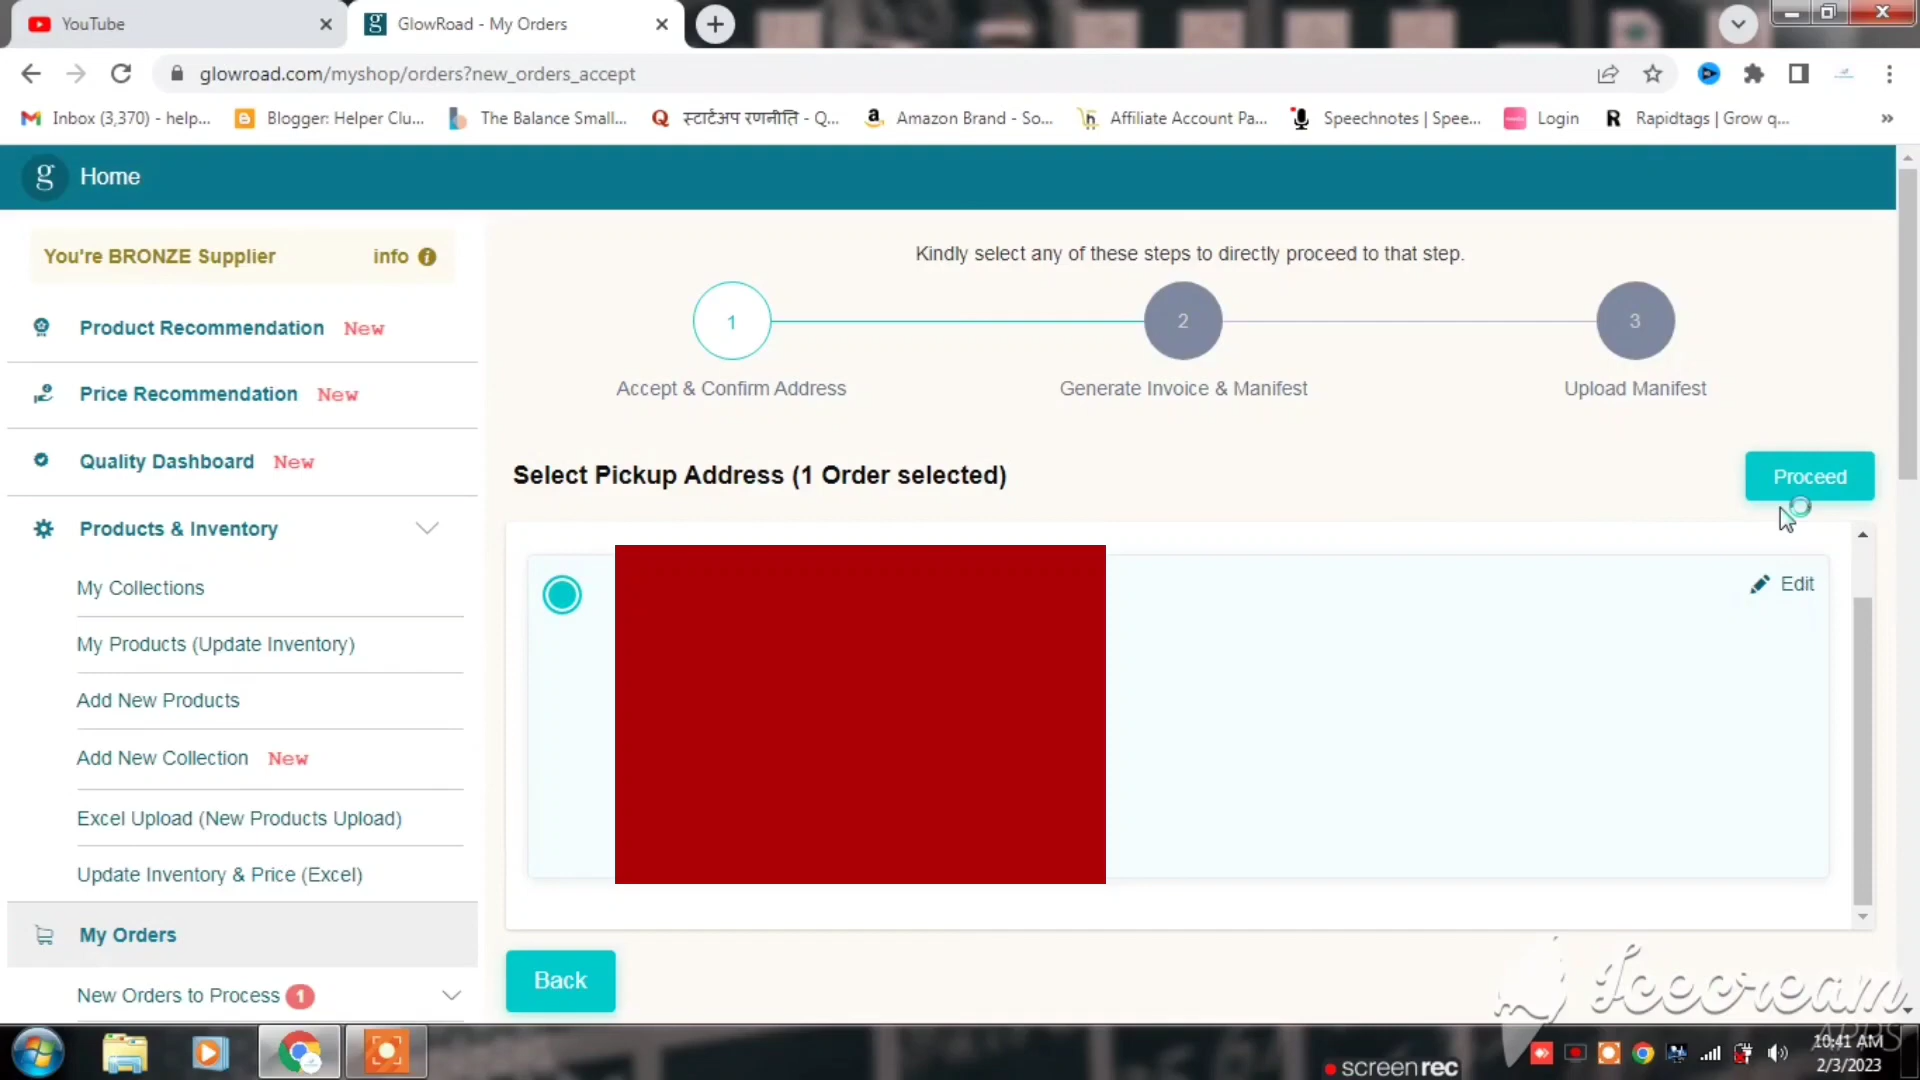 YouTube
GlowRoad - My Orders
glowroad.com/myshop/orders?new_orders_accept
Inbox (3,370) - help...
Blogger: Helper Clu...
The Balance Small...
स्टार्टअप रणनीति - Q...
Amazon Brand - So...
Affiliate Account Pa...
Speechnotes | Spee...
Login
Rapidtags | Grow q...
g Home
You're BRONZE Supplier info
Kindly select any of these steps to directly proceed to that step.
Product Recommendation New
1 2 3
Accept & Confirm Address
Generate Invoice & Manifest
Upload Manifest
Price Recommendation New
Quality Dashboard New
Select Pickup Address (1 Order selected)
Proceed
Products & Inventory
Edit
My Collections
My Products (Update Inventory)
Add New Products
Add New Collection New
Excel Upload (New Products Upload)
Update Inventory & Price (Excel)
My Orders
Back
New Orders to Process 1
Icecream
APPS
screenrec
10:41 AM
2/3/2023